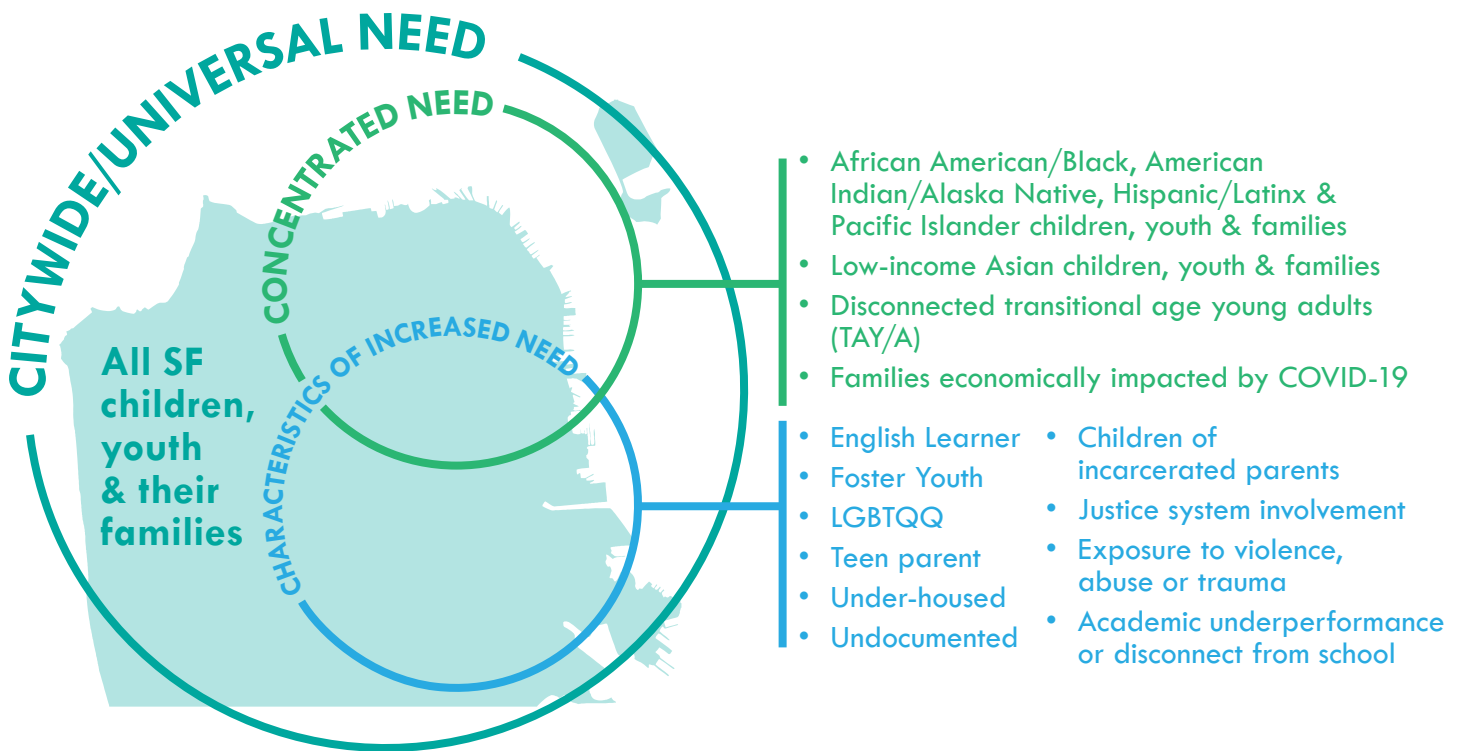 CITYWIDE/UNIVERSAL NEED
CONCENTRATED NEED
CHARACTERISTICS OF INCREASED NEED
All SF
children,
youth
& their
families
• African American/Black, American
Indian/Alaska Native, Hispanic/Latinx &
Pacific Islander children, youth & families
• Low-income Asian children, youth & families
• Disconnected transitional age young adults
(TAY/A)
• Families economically impacted by COVID-19
• English Learner
• Foster Youth
• LGBTQQ
• Teen parent
• Under-housed
• Undocumented
• Children of
incarcerated parents
• Justice system involvement
• Exposure to violence,
abuse or trauma
• Academic underperformance
or disconnect from school